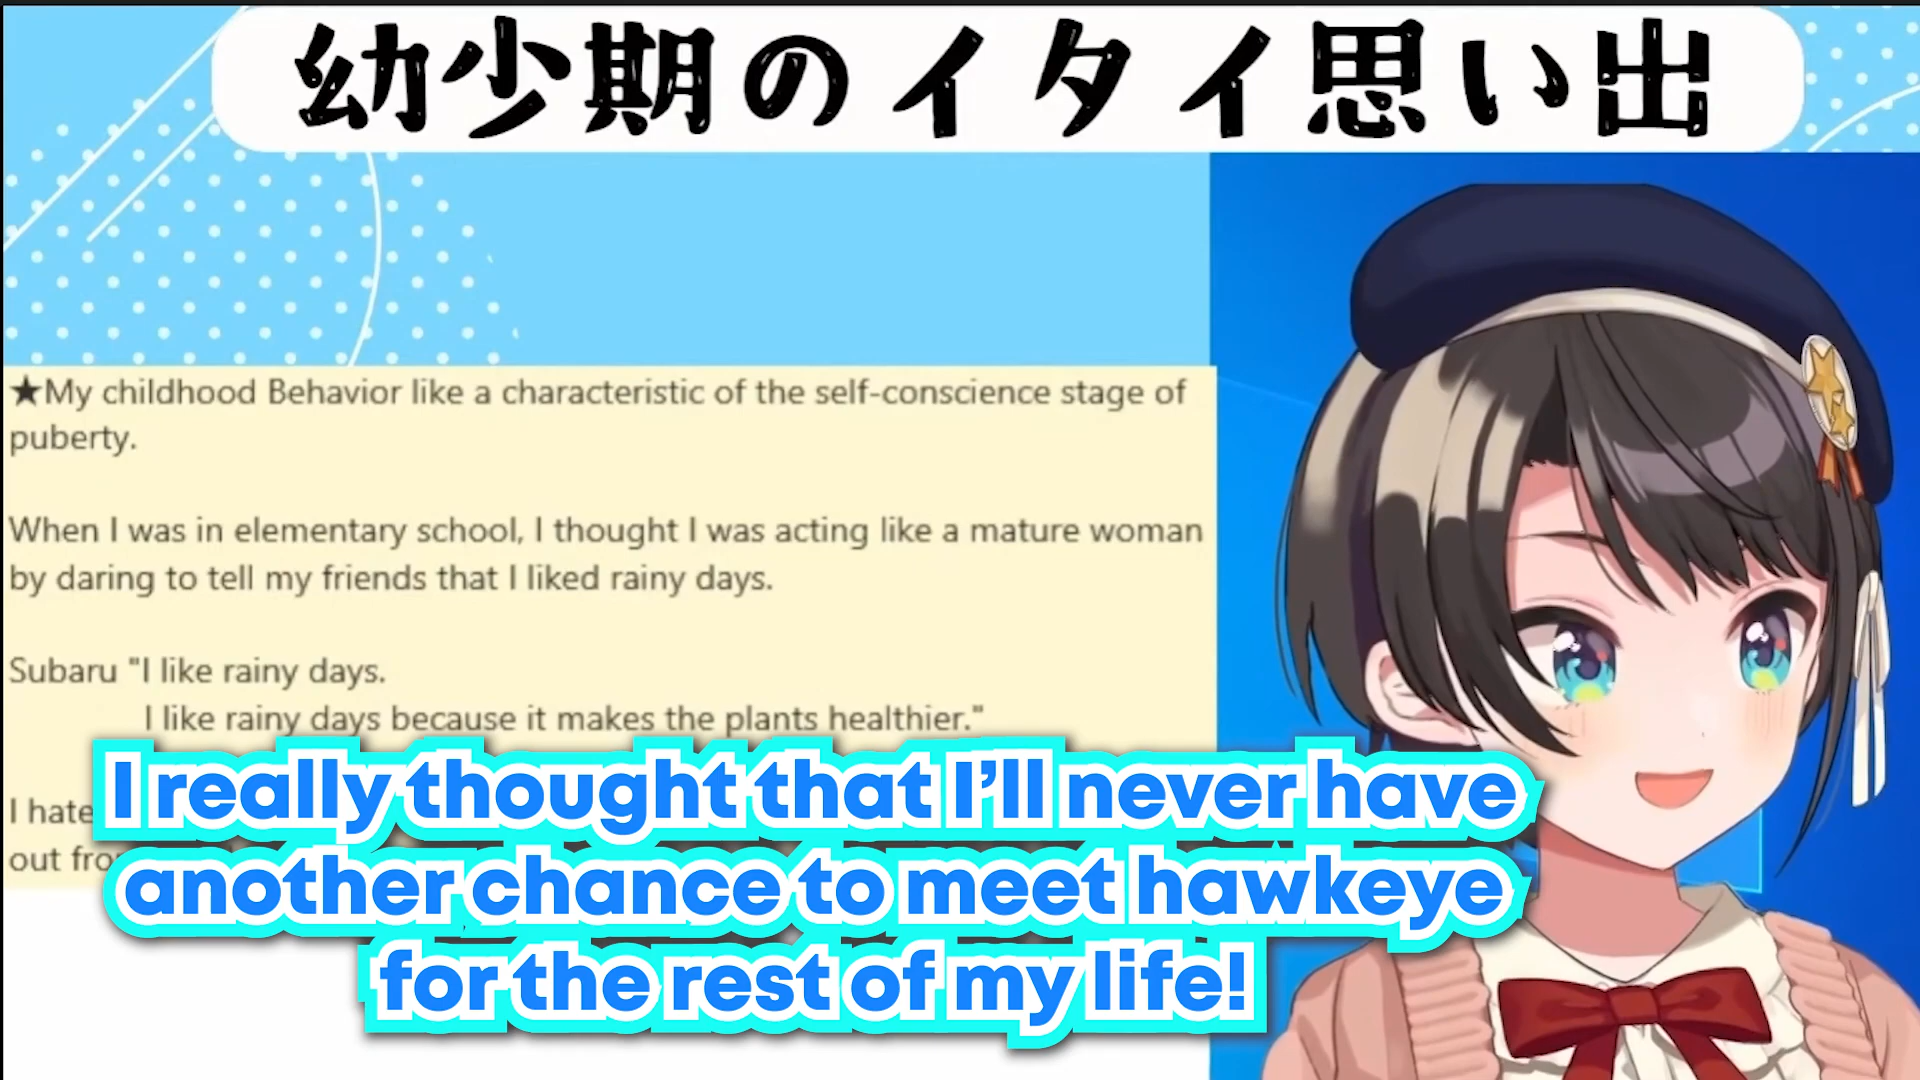 幼少期のイタイ思い出
★My childhood Behavior like a characteristic of the self-conscience stage of
puberty.
When I was in elementary school, I thought I was acting like a mature woman
by daring to tell my friends that I liked rainy days.
Subaru "I like rainy days.
I like rainy days because it makes the plants healthier."
I hate
out
I really thought that I'll never have
another chance to meet hawkeye
for the rest of my life!